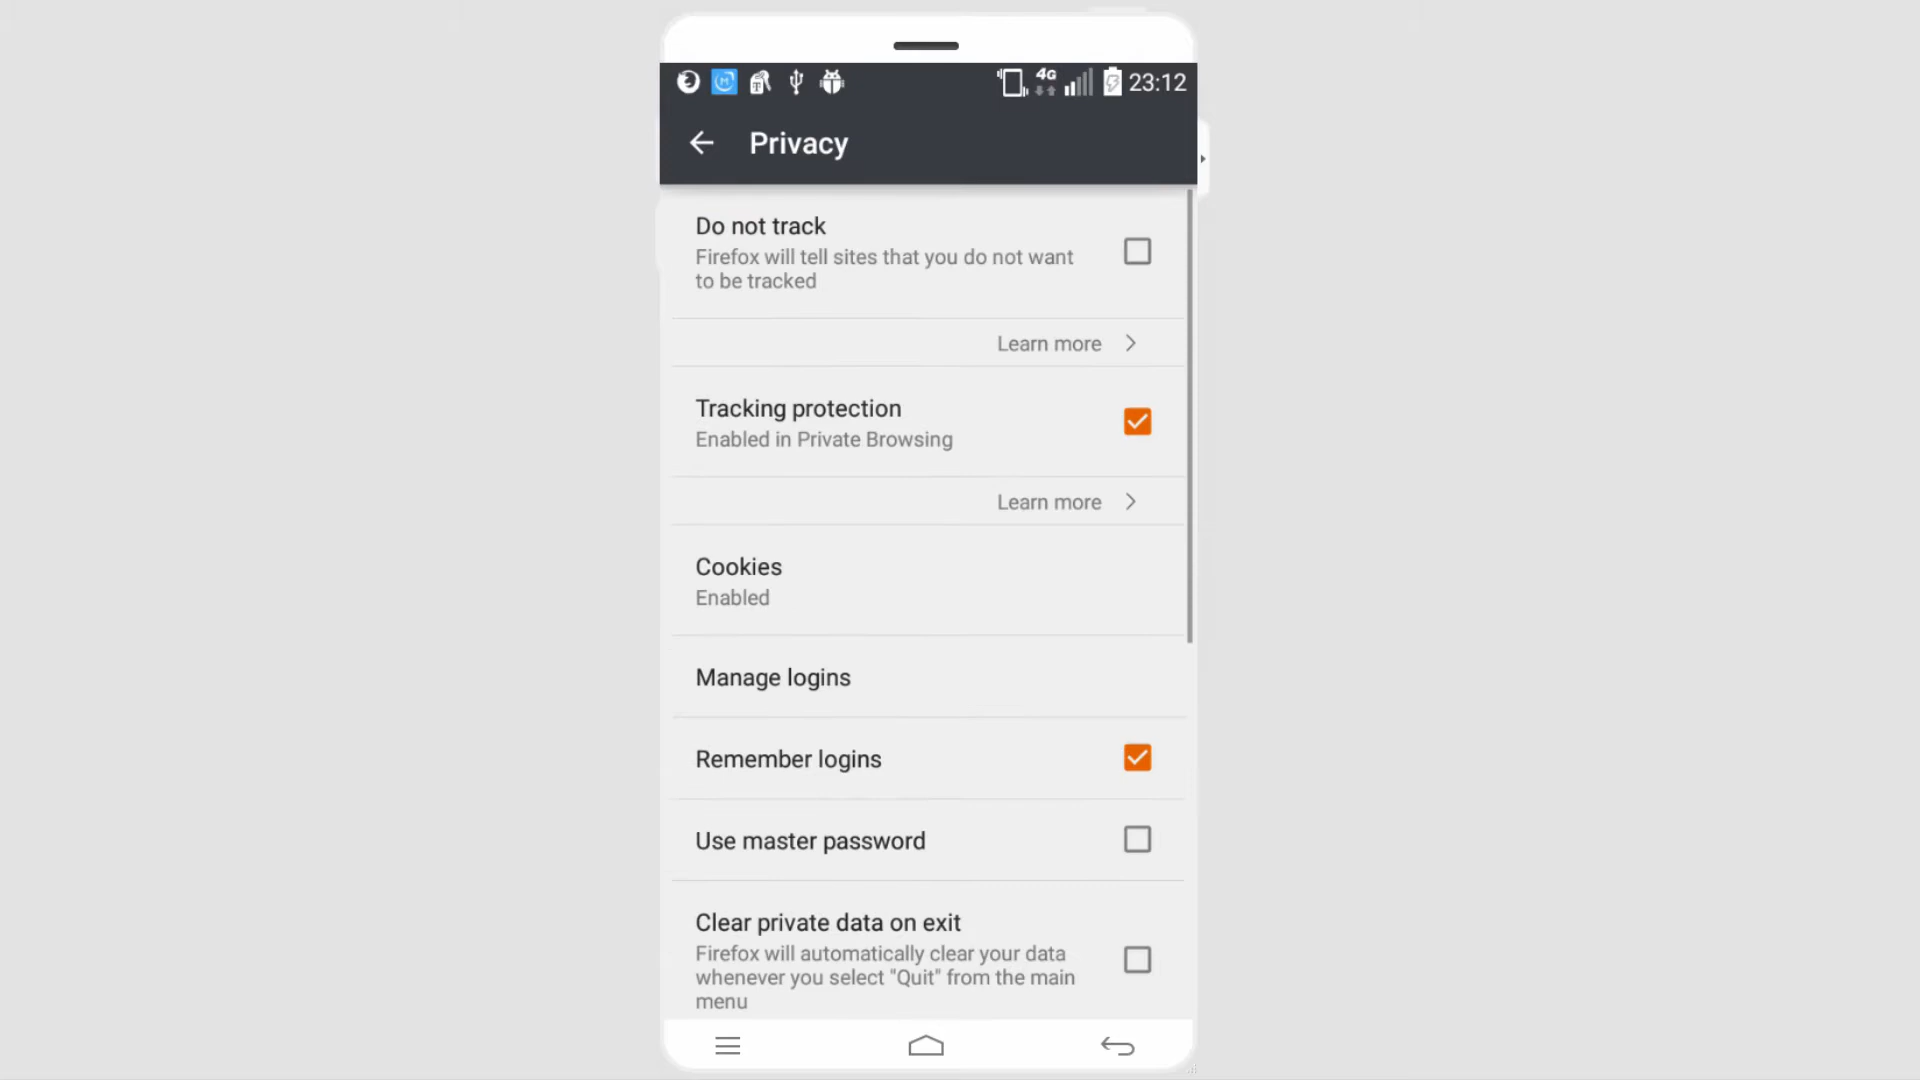 4G
23:12
Privacy
Do not track
Firefox will tell sites that you do not want
to be tracked
Learn more
Tracking protection
Enabled in Private Browsing
Learn more
Cookies
Enabled
Manage logins
Remember logins
Use master password
Clear private data on exit
Firefox will automatically clear your data
whenever you select "Quit" from the main
menu